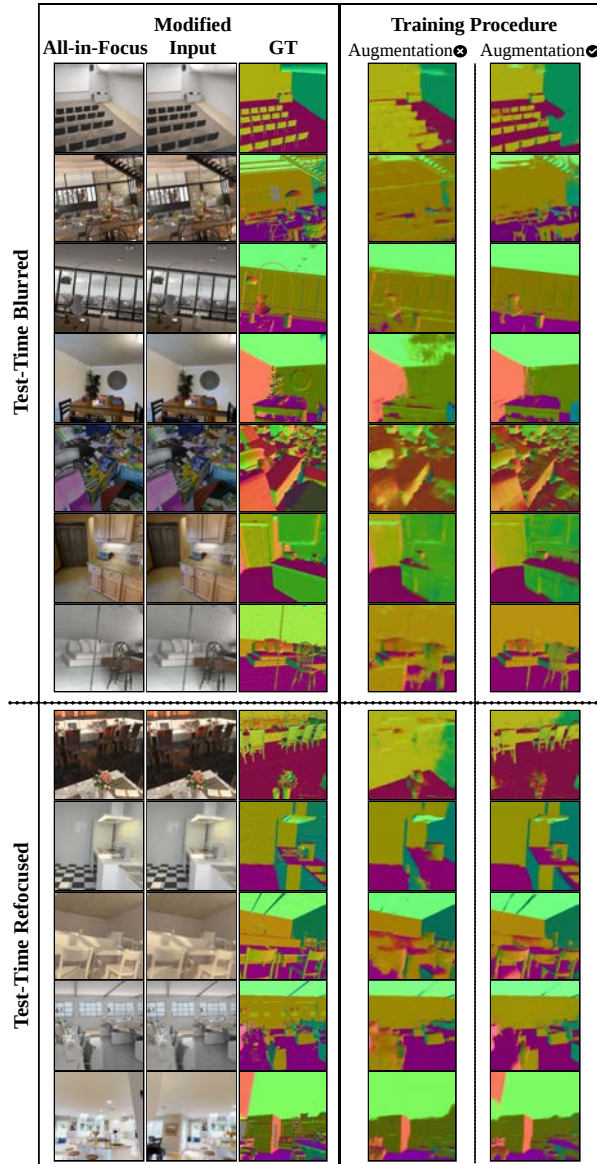 Modified
Training Procedure
All-in-Focus Input GT
Augmentation❌ Augmentation✔
Test-Time Blurred
Test-Time Refocused